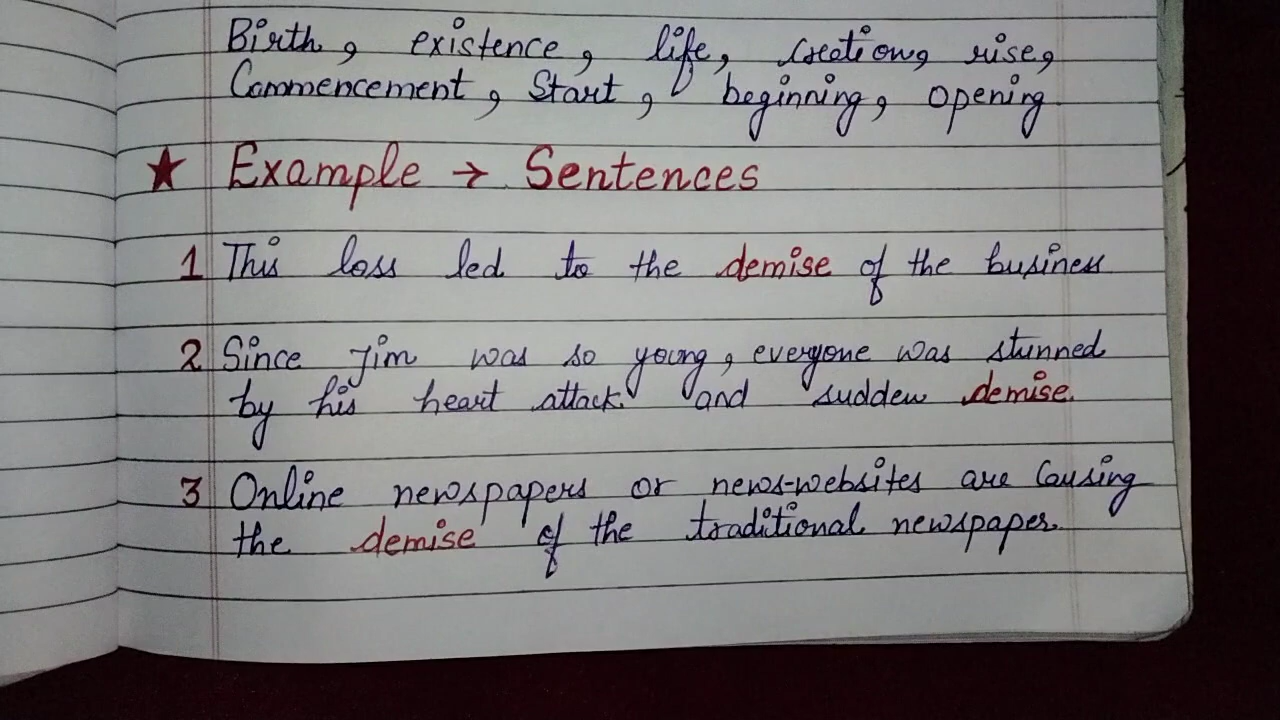 Birth, existence, life, creation, rise,
Commencement, Start, beginning, opening
★ Example → Sentences
1 This loss led to the demise of the business
2 Since Jim was so young, everyone was stunned
by his heart attack and sudden demise.
3 Online newspapers or news-websites are Causing
the demise of the traditional newspaper.